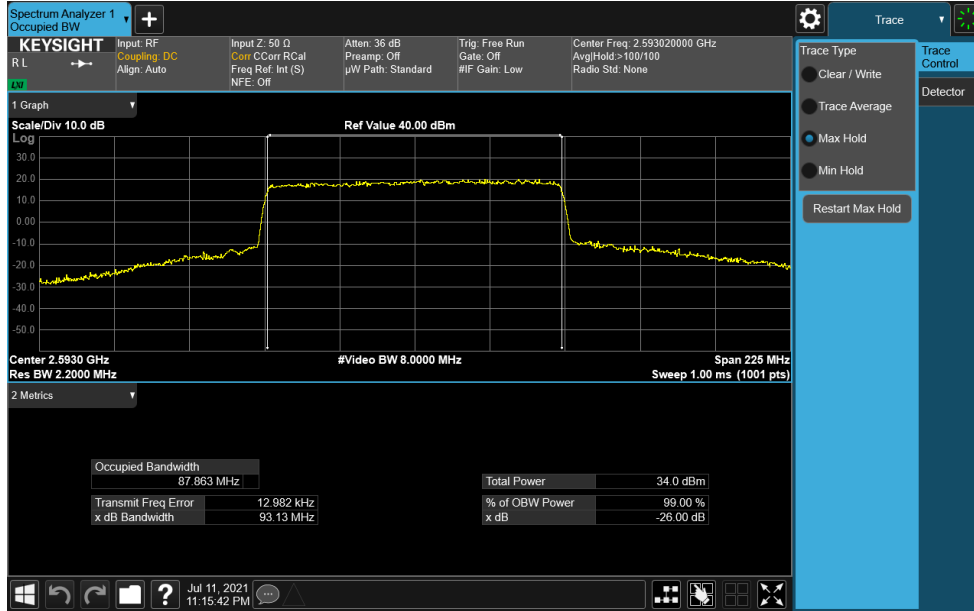 Spectrum Analyzer 1
Occupied BW
+
Trace
KEYSIGHT
R L
LXI
Input: RF
Coupling: DC
Align: Auto
Input Z: 50 Ω
Corr CCorr RCal
Freq Ref: Int (S)
NFE: Off
Atten: 36 dB
Preamp: Off
µW Path: Standard
Trig: Free Run
Gate: Off
#IF Gain: Low
Center Freq: 2.593020000 GHz
Avg|Hold:>100/100
Radio Std: None
Trace Type
Clear / Write
Trace Average
Max Hold
Min Hold
Restart Max Hold
Trace
Control
Detector
1 Graph
Scale/Div 10.0 dB
Ref Value 40.00 dBm
Log
30.0
20.0
10.0
0.00
-10.0
-20.0
-30.0
-40.0
-50.0
Center 2.5930 GHz
#Video BW 8.0000 MHz
Span 225 MHz
Res BW 2.2000 MHz
Sweep 1.00 ms (1001 pts)
2 Metrics
Occupied Bandwidth
87.863 MHz
Total Power 34.0 dBm
Transmit Freq Error 12.982 kHz
% of OBW Power 99.00 %
x dB Bandwidth 93.13 MHz
x dB -26.00 dB
?
Jul 11, 2021
11:15:42 PM